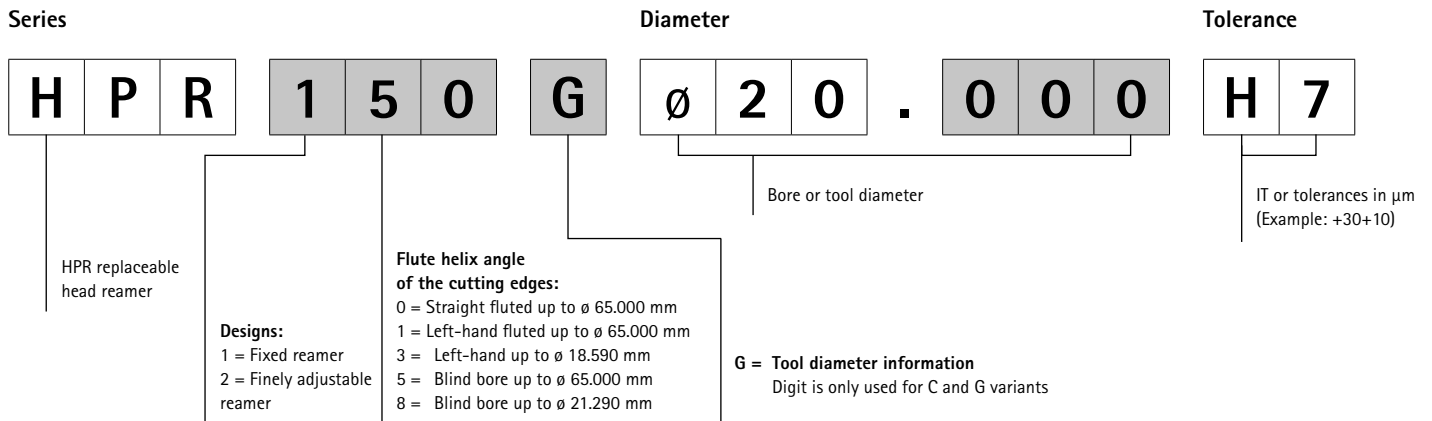 Series
Diameter
Tolerance
H P R 1 5 0 G ø 2 0 . 0 0 0 H 7
Bore or tool diameter
IT or tolerances in µm
(Example: +30+10)
HPR replaceable
head reamer
Designs:
1 = Fixed reamer
2 = Finely adjustable
reamer
Flute helix angle
of the cutting edges:
0 = Straight fluted up to ø 65.000 mm
1 = Left-hand fluted up to ø 65.000 mm
3 = Left-hand up to ø 18.590 mm
5 = Blind bore up to ø 65.000 mm
8 = Blind bore up to ø 21.290 mm
G = Tool diameter information
Digit is only used for C and G variants